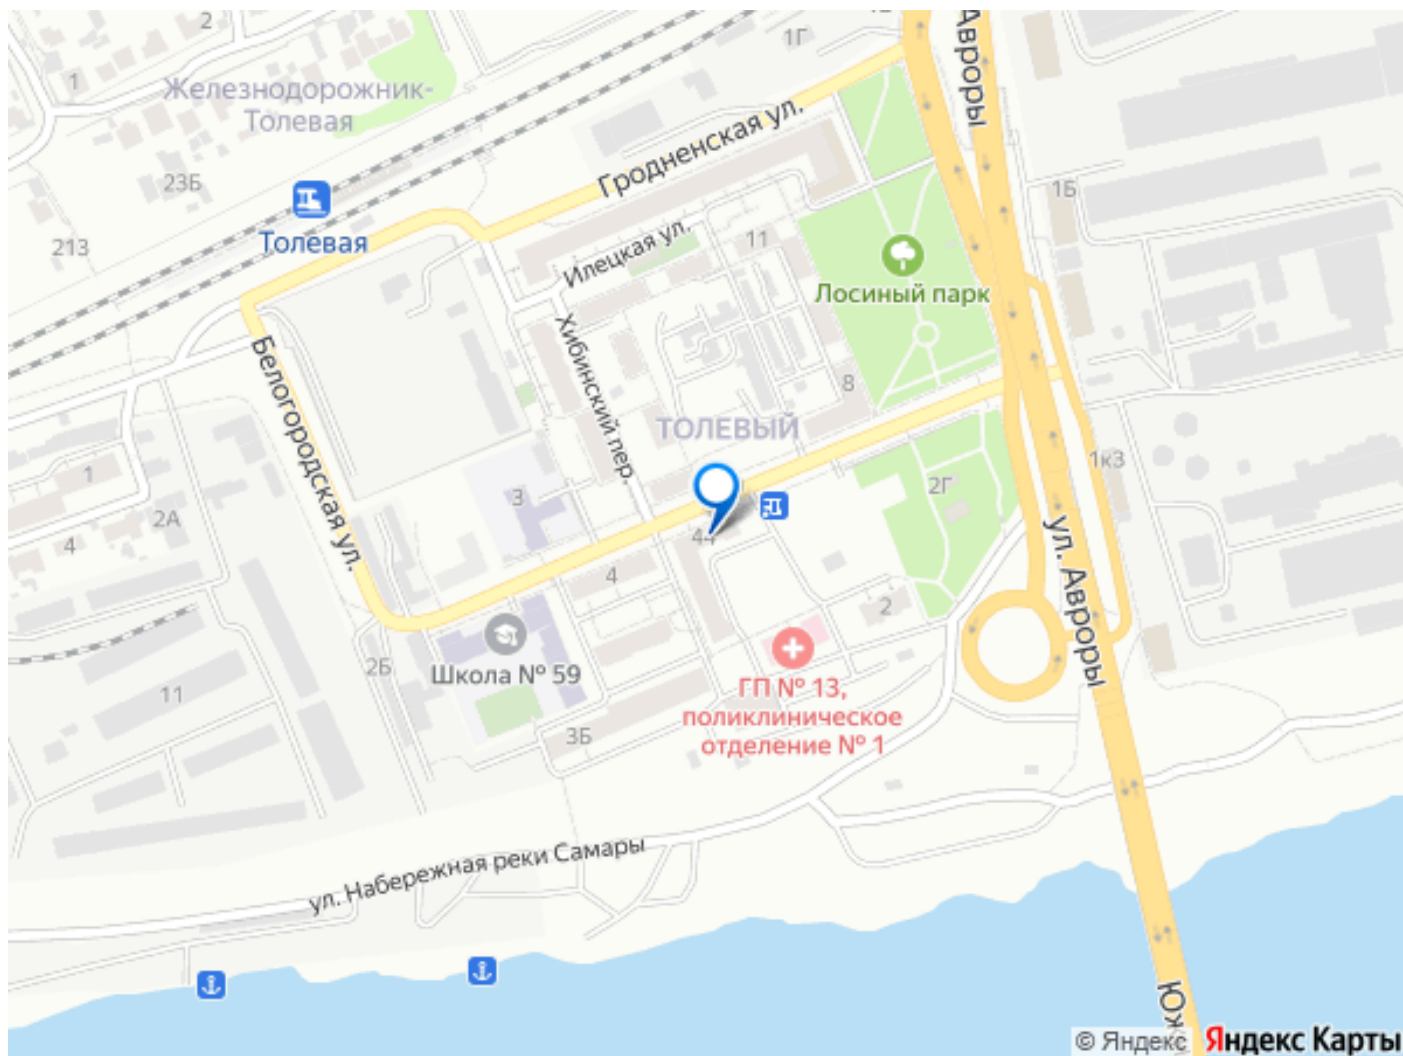 2
1Г
Авроры
1
Железнодорожник-
Толевая
Гродненская ул.
23Б
1Б
Толевая
213
Илецкая ул.
11
Лосиный парк
Белогородская ул.
Хибинский пер.
8
ТОЛЕВЫЙ
1
1к3
2Г
3
2А
44
4
ул. Авроры
4
2
Школа № 59
2Б
11
ГП № 13,
поликлиническое
отделение № 1
3Б
ул. Набережная реки Самары
Юж
© Яндекс Яндекс Карты